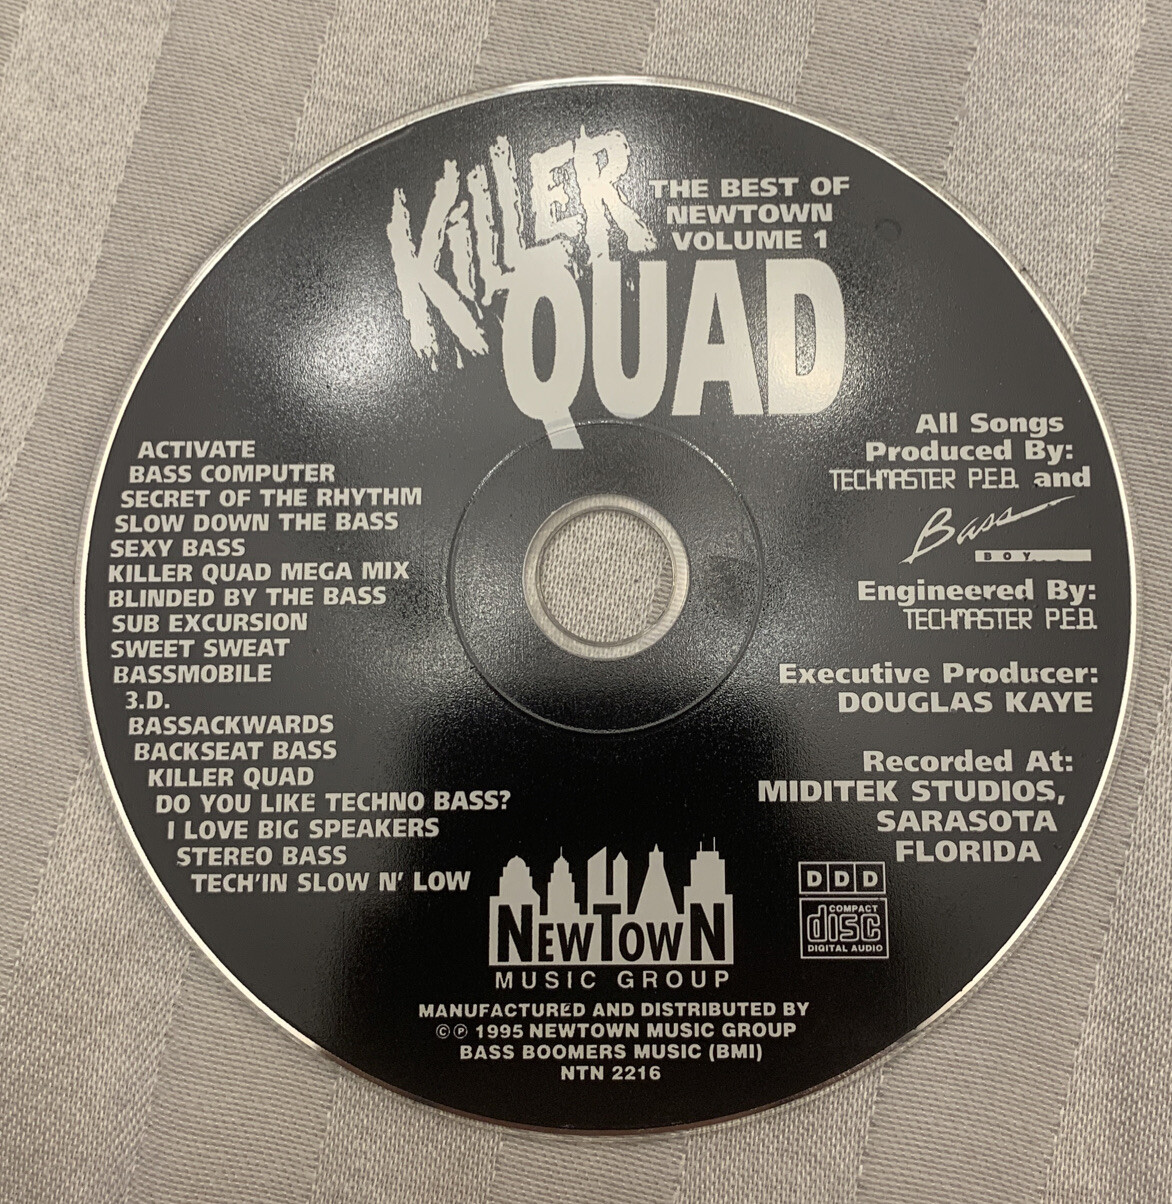 KiLLER
THE BEST OF
NEWTOWN
VOLUME 1
QUAD
ACTIVATE
BASS COMPUTER
SECRET OF THE RHYTHM
SLOW DOWN THE BASS
SEXY BASS
KILLER QUAD MEGA MIX
BLINDED BY THE BASS
SUB EXCURSION
SWEET SWEAT
BASSMOBILE
3.D.
BASSACKWARDS
BACKSEAT BASS
KILLER QUAD
DO YOU LIKE TECHNO BASS?
I LOVE BIG SPEAKERS
STEREO BASS
TECH'IN SLOW N' LOW
All Songs
Produced By:
TECHMASTER P.E.B. and
Bass
BOY
Engineered By:
TECHMASTER P.E.B.
Executive Producer:
DOUGLAS KAYE
Recorded At:
MIDITEK STUDIOS,
SARASOTA
FLORIDA
DDD
COMPACT
disc
DIGITAL AUDIO
NEWTOWN
MUSIC GROUP
MANUFACTURED AND DISTRIBUTED BY
©℗ 1995 NEWTOWN MUSIC GROUP
BASS BOOMERS MUSIC (BMI)
NTN 2216